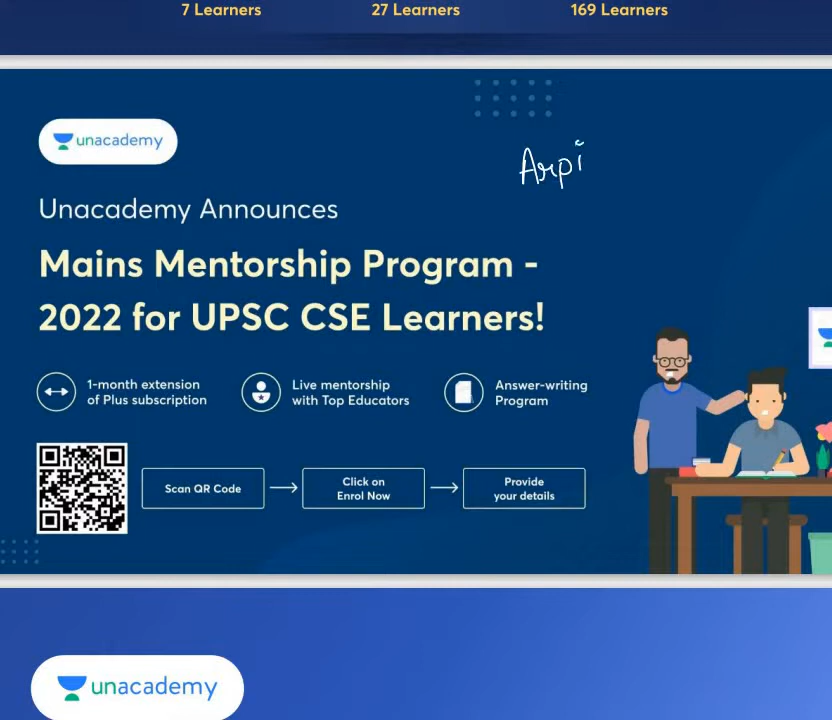 7 Learners 27 Learners 169 Learners
unacademy
Arpi
Unacademy Announces
Mains Mentorship Program -
2022 for UPSC CSE Learners!
1-month extension
of Plus subscription
Live mentorship
with Top Educators
Answer-writing
Program
Scan QR Code
Click on
Enrol Now
Provide
your details
unacademy